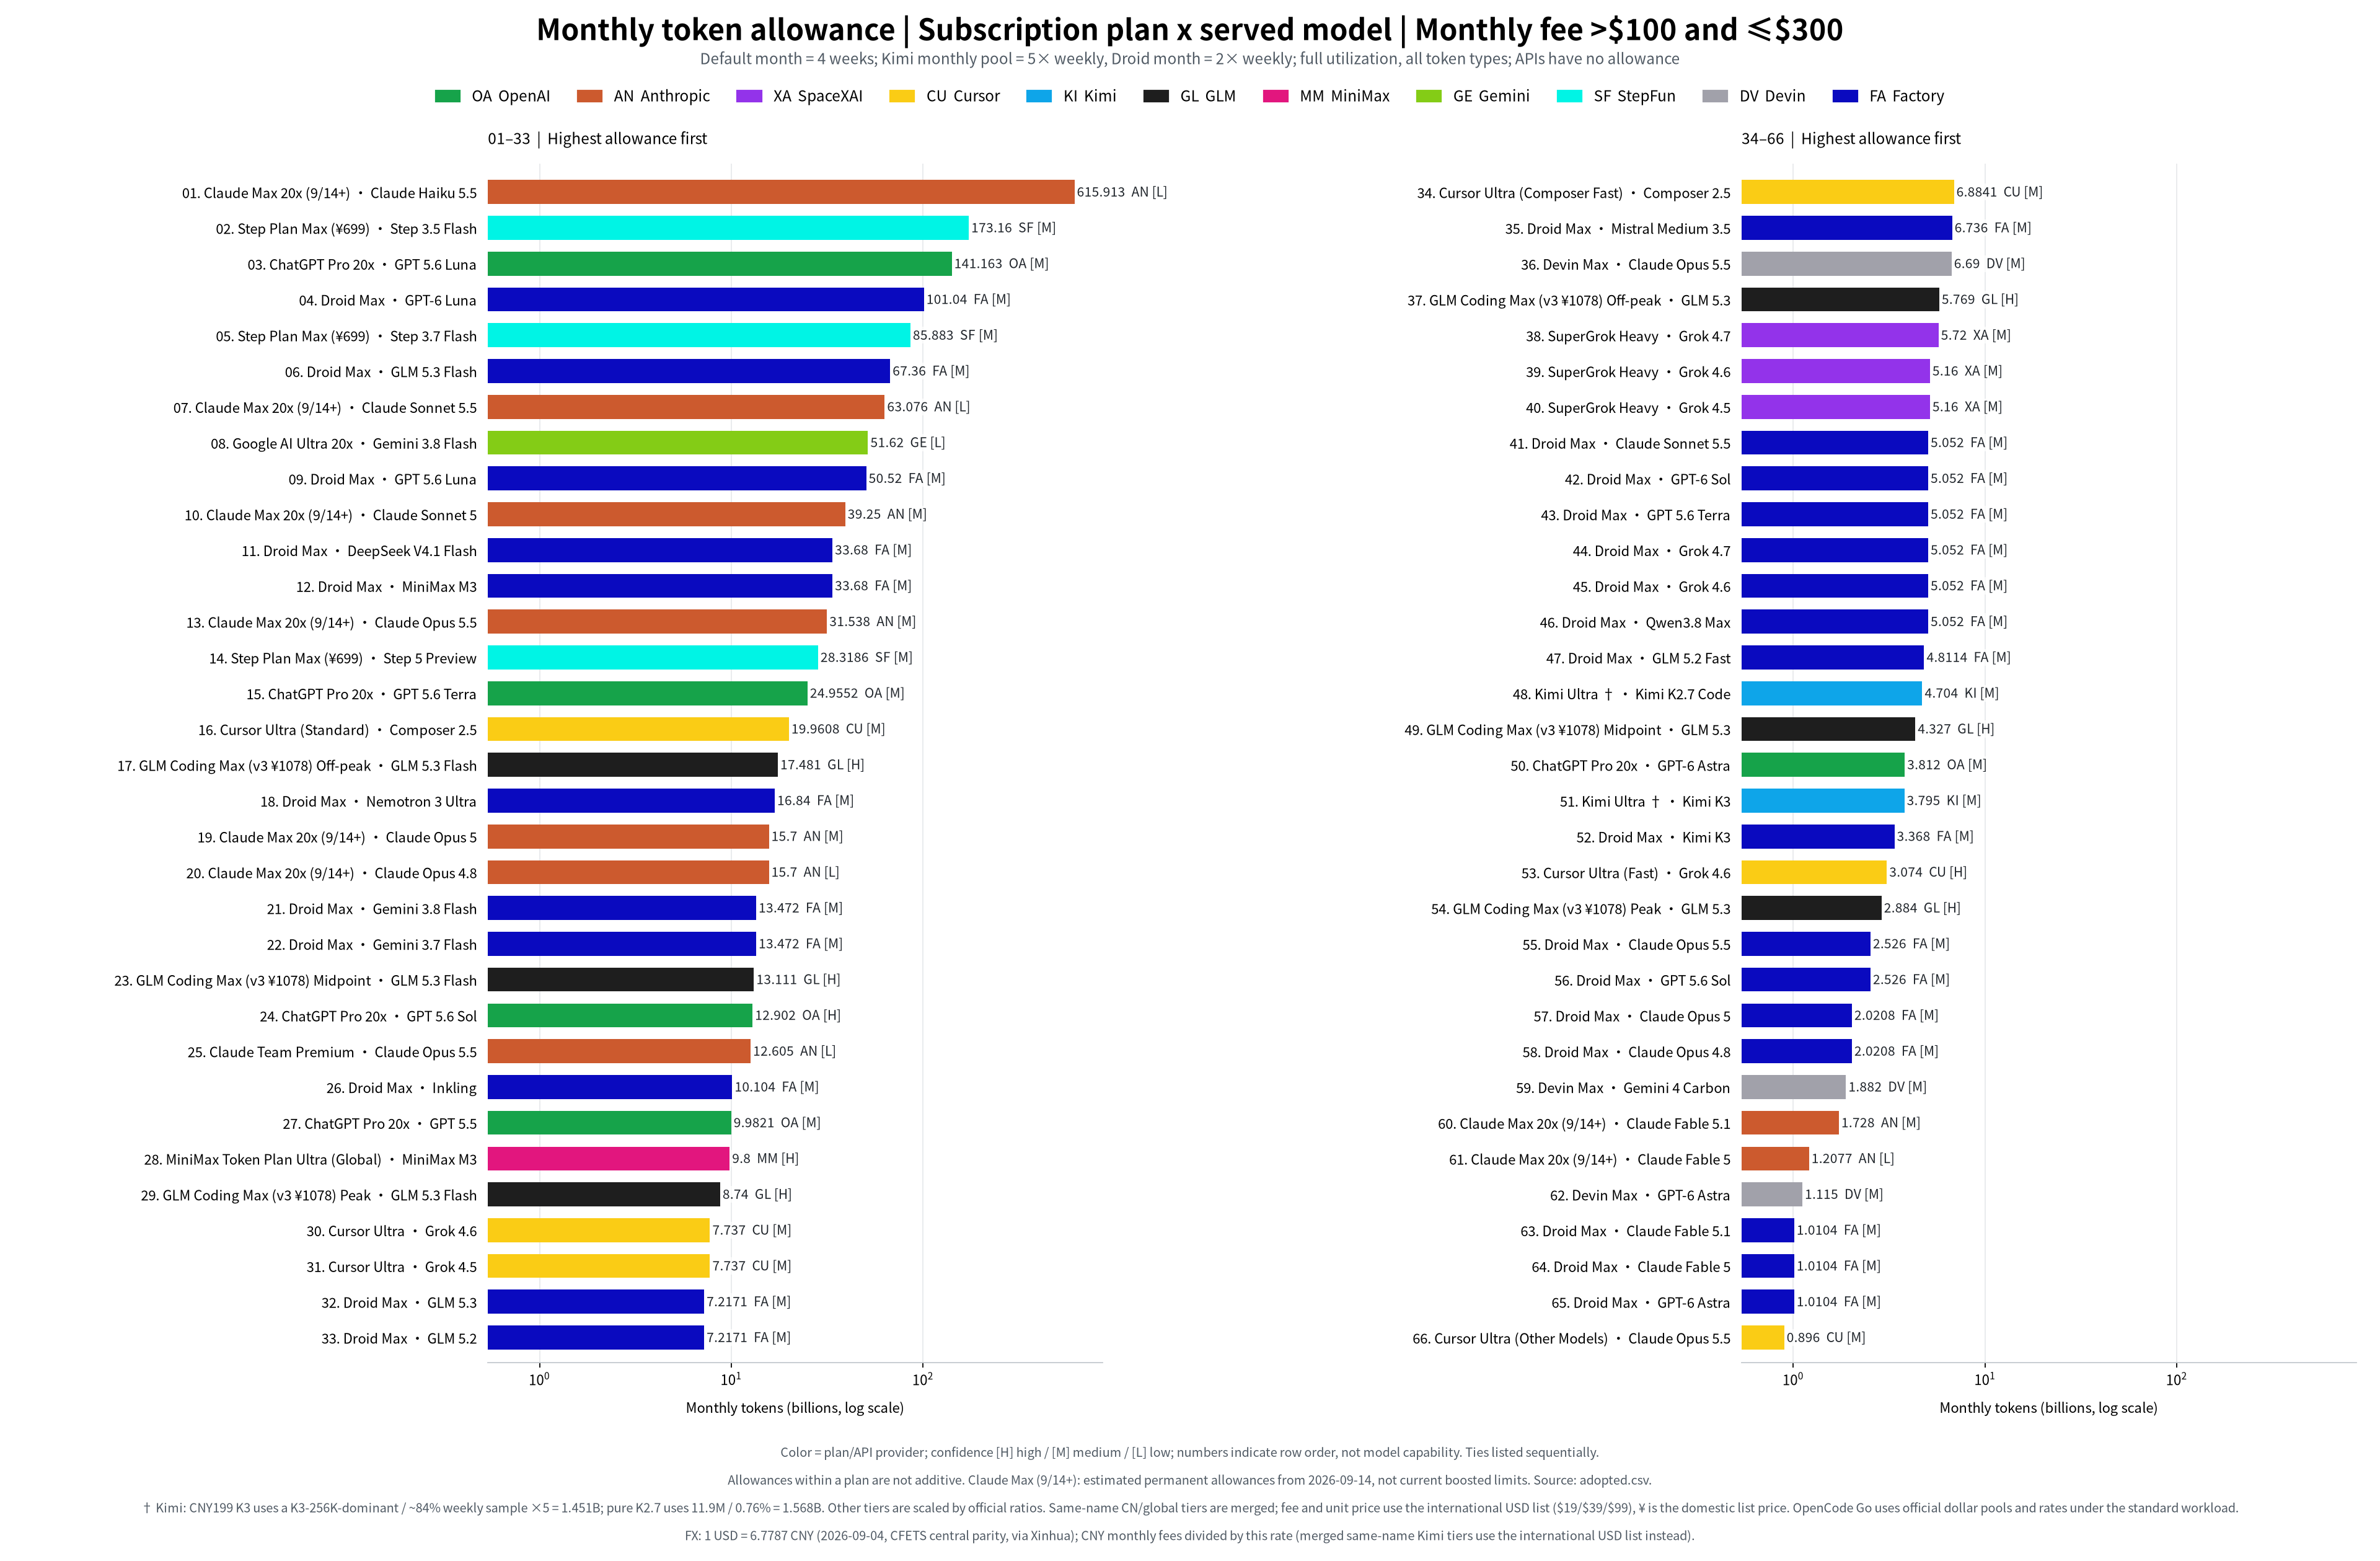 Monthly token allowance | Subscription plan x served model | Monthly fee >$100 and ≤$300
Default month = 4 weeks; Kimi monthly pool = 5× weekly, Droid month = 2× weekly; full utilization, all token types; APIs have no allowance
OA OpenAI AN Anthropic XA SpaceXAI CU Cursor KI Kimi GL GLM MM MiniMax GE Gemini SF StepFun DV Devin FA Factory
01–33 | Highest allowance first
01. Claude Max 20x (9/14+) • Claude Haiku 5.5 615.913 AN [L]
02. Step Plan Max (¥699) • Step 3.5 Flash 173.16 SF [M]
03. ChatGPT Pro 20x • GPT 5.6 Luna 141.163 OA [M]
04. Droid Max • GPT-6 Luna 101.04 FA [M]
05. Step Plan Max (¥699) • Step 3.7 Flash 85.883 SF [M]
06. Droid Max • GLM 5.3 Flash 67.36 FA [M]
07. Claude Max 20x (9/14+) • Claude Sonnet 5.5 63.076 AN [L]
08. Google AI Ultra 20x • Gemini 3.8 Flash 51.62 GE [L]
09. Droid Max • GPT 5.6 Luna 50.52 FA [M]
10. Claude Max 20x (9/14+) • Claude Sonnet 5 39.25 AN [M]
11. Droid Max • DeepSeek V4.1 Flash 33.68 FA [M]
12. Droid Max • MiniMax M3 33.68 FA [M]
13. Claude Max 20x (9/14+) • Claude Opus 5.5 31.538 AN [M]
14. Step Plan Max (¥699) • Step 5 Preview 28.3186 SF [M]
15. ChatGPT Pro 20x • GPT 5.6 Terra 24.9552 OA [M]
16. Cursor Ultra (Standard) • Composer 2.5 19.9608 CU [M]
17. GLM Coding Max (v3 ¥1078) Off-peak • GLM 5.3 Flash 17.481 GL [H]
18. Droid Max • Nemotron 3 Ultra 16.84 FA [M]
19. Claude Max 20x (9/14+) • Claude Opus 5 15.7 AN [M]
20. Claude Max 20x (9/14+) • Claude Opus 4.8 15.7 AN [L]
21. Droid Max • Gemini 3.8 Flash 13.472 FA [M]
22. Droid Max • Gemini 3.7 Flash 13.472 FA [M]
23. GLM Coding Max (v3 ¥1078) Midpoint • GLM 5.3 Flash 13.111 GL [H]
24. ChatGPT Pro 20x • GPT 5.6 Sol 12.902 OA [H]
25. Claude Team Premium • Claude Opus 5.5 12.605 AN [L]
26. Droid Max • Inkling 10.104 FA [M]
27. ChatGPT Pro 20x • GPT 5.5 9.9821 OA [M]
28. MiniMax Token Plan Ultra (Global) • MiniMax M3 9.8 MM [H]
29. GLM Coding Max (v3 ¥1078) Peak • GLM 5.3 Flash 8.74 GL [H]
30. Cursor Ultra • Grok 4.6 7.737 CU [M]
31. Cursor Ultra • Grok 4.5 7.737 CU [M]
32. Droid Max • GLM 5.3 7.2171 FA [M]
33. Droid Max • GLM 5.2 7.2171 FA [M]
10⁰ 10¹ 10²
Monthly tokens (billions, log scale)
34–66 | Highest allowance first
34. Cursor Ultra (Composer Fast) • Composer 2.5 6.8841 CU [M]
35. Droid Max • Mistral Medium 3.5 6.736 FA [M]
36. Devin Max • Claude Opus 5.5 6.69 DV [M]
37. GLM Coding Max (v3 ¥1078) Off-peak • GLM 5.3 5.769 GL [H]
38. SuperGrok Heavy • Grok 4.7 5.72 XA [M]
39. SuperGrok Heavy • Grok 4.6 5.16 XA [M]
40. SuperGrok Heavy • Grok 4.5 5.16 XA [M]
41. Droid Max • Claude Sonnet 5.5 5.052 FA [M]
42. Droid Max • GPT-6 Sol 5.052 FA [M]
43. Droid Max • GPT 5.6 Terra 5.052 FA [M]
44. Droid Max • Grok 4.7 5.052 FA [M]
45. Droid Max • Grok 4.6 5.052 FA [M]
46. Droid Max • Qwen3.8 Max 5.052 FA [M]
47. Droid Max • GLM 5.2 Fast 4.8114 FA [M]
48. Kimi Ultra † • Kimi K2.7 Code 4.704 KI [M]
49. GLM Coding Max (v3 ¥1078) Midpoint • GLM 5.3 4.327 GL [H]
50. ChatGPT Pro 20x • GPT-6 Astra 3.812 OA [M]
51. Kimi Ultra † • Kimi K3 3.795 KI [M]
52. Droid Max • Kimi K3 3.368 FA [M]
53. Cursor Ultra (Fast) • Grok 4.6 3.074 CU [H]
54. GLM Coding Max (v3 ¥1078) Peak • GLM 5.3 2.884 GL [H]
55. Droid Max • Claude Opus 5.5 2.526 FA [M]
56. Droid Max • GPT 5.6 Sol 2.526 FA [M]
57. Droid Max • Claude Opus 5 2.0208 FA [M]
58. Droid Max • Claude Opus 4.8 2.0208 FA [M]
59. Devin Max • Gemini 4 Carbon 1.882 DV [M]
60. Claude Max 20x (9/14+) • Claude Fable 5.1 1.728 AN [M]
61. Claude Max 20x (9/14+) • Claude Fable 5 1.2077 AN [L]
62. Devin Max • GPT-6 Astra 1.115 DV [M]
63. Droid Max • Claude Fable 5.1 1.0104 FA [M]
64. Droid Max • Claude Fable 5 1.0104 FA [M]
65. Droid Max • GPT-6 Astra 1.0104 FA [M]
66. Cursor Ultra (Other Models) • Claude Opus 5.5 0.896 CU [M]
10⁰ 10¹ 10²
Monthly tokens (billions, log scale)
Color = plan/API provider; confidence [H] high / [M] medium / [L] low; numbers indicate row order, not model capability. Ties listed sequentially.
Allowances within a plan are not additive. Claude Max (9/14+): estimated permanent allowances from 2026-09-14, not current boosted limits. Source: adopted.csv.
† Kimi: CNY199 K3 uses a K3-256K-dominant / ~84% weekly sample ×5 = 1.451B; pure K2.7 uses 11.9M / 0.76% = 1.568B. Other tiers are scaled by official ratios. Same-name CN/global tiers are merged; fee and unit price use the international USD list ($19/$39/$99), ¥ is the domestic list price. OpenCode Go uses official dollar pools and rates under the standard workload.
FX: 1 USD = 6.7787 CNY (2026-09-04, CFETS central parity, via Xinhua); CNY monthly fees divided by this rate (merged same-name Kimi tiers use the international USD list instead).